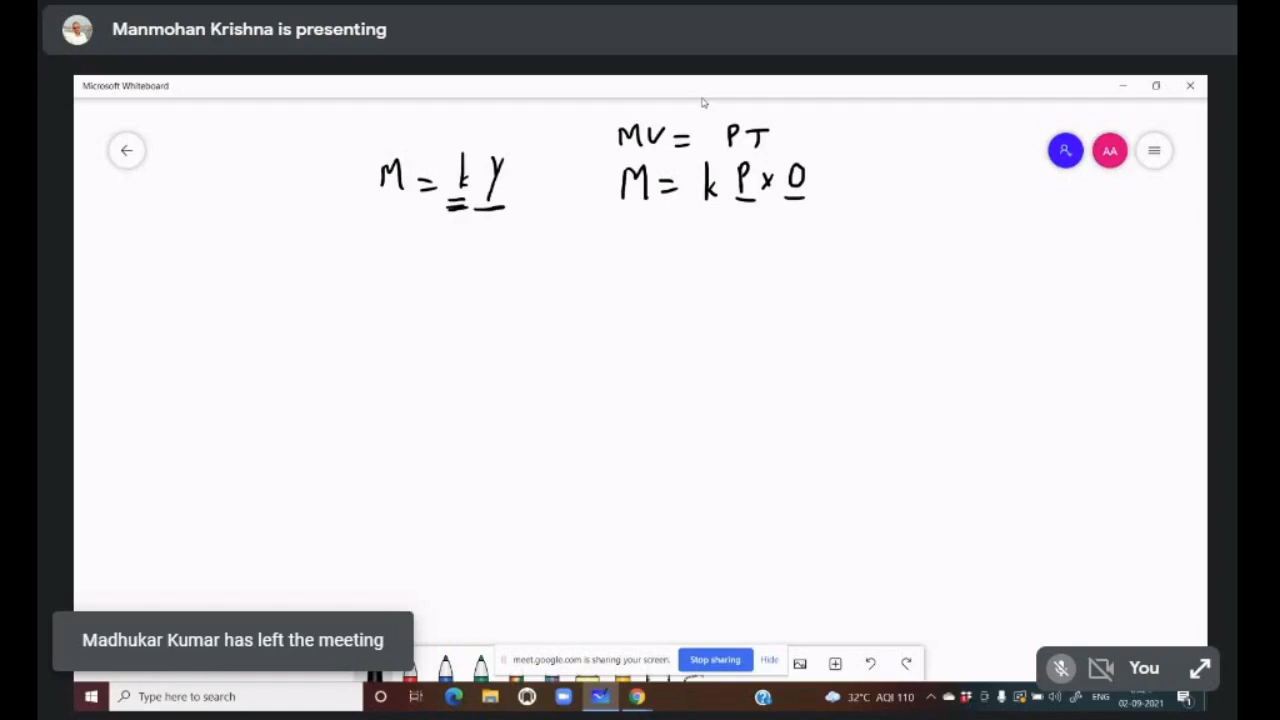 Manmohan Krishna is presenting
Microsoft Whiteboard
MV = PT
M = k y
M = k P x O
AA
Madhukar Kumar has left the meeting
meet.google.com is sharing your screen.
Stop sharing
Hide
You
Type here to search
32°C AQI 110
ENG
02-09-2021